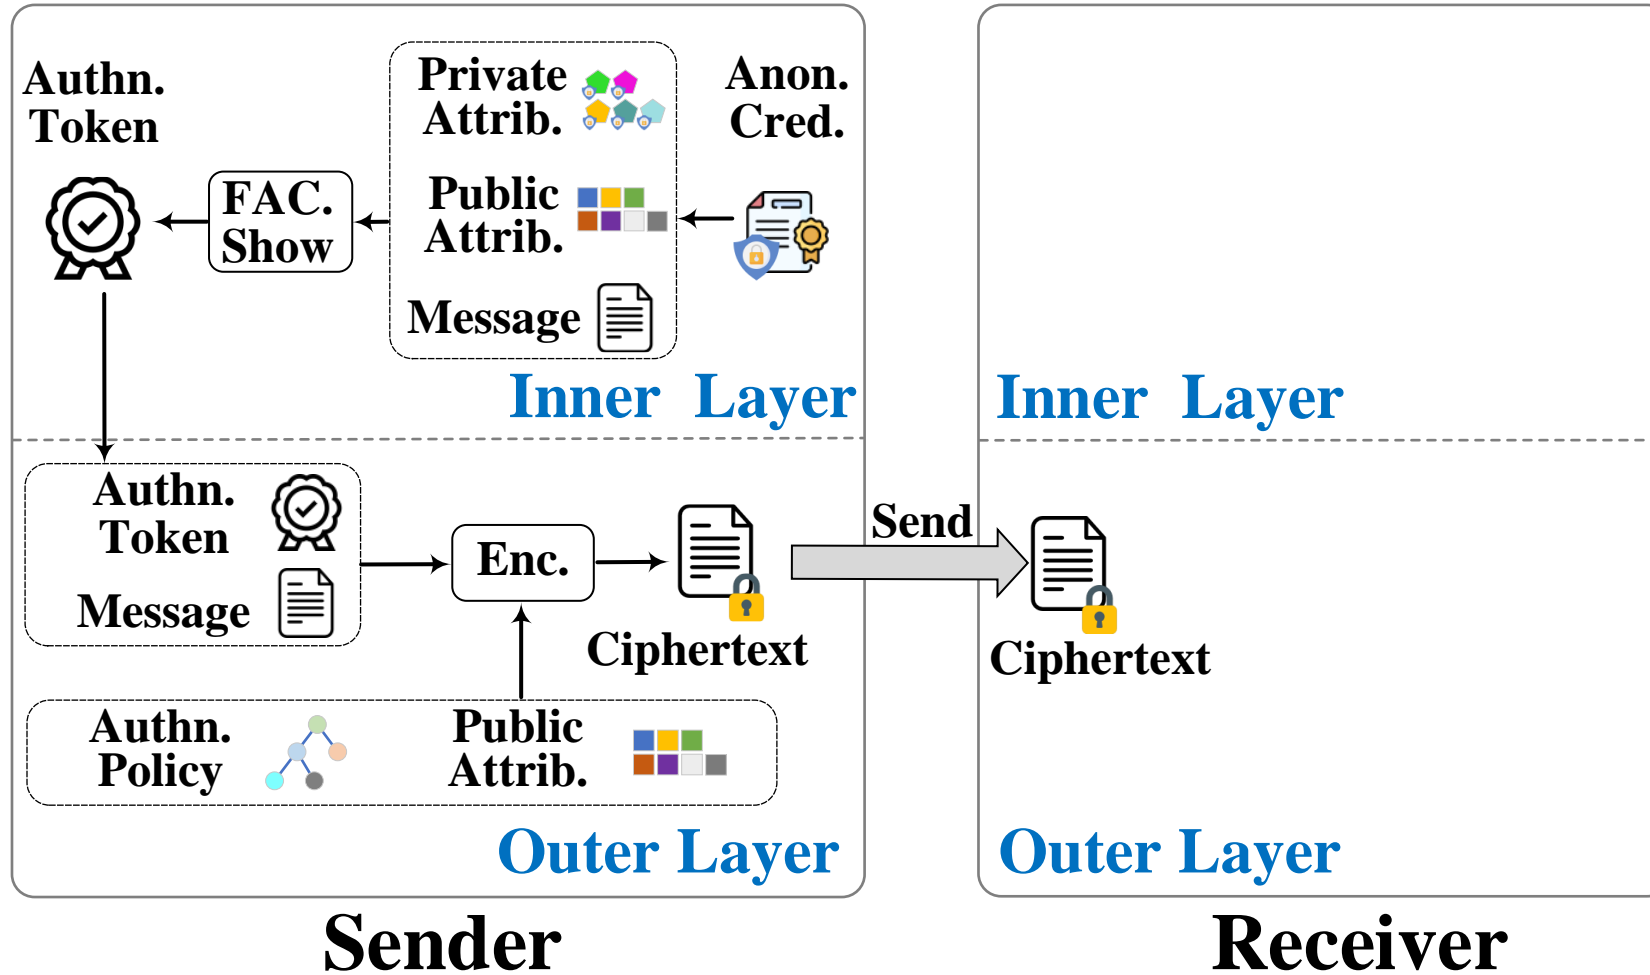 Authn.
Token
FAC.
Show
Private
Attrib.
Public
Attrib.
Message
Anon.
Cred.
Inner Layer
Authn.
Token
Message
Enc.
Ciphertext
Authn.
Policy
Public
Attrib.
Outer Layer
Sender
Send
Inner Layer
Ciphertext
Outer Layer
Receiver